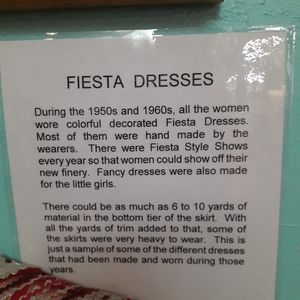 FIESTA DRESSES
During the 1950s and 1960s, all the women
wore colorful decorated Fiesta Dresses.
Most of them were hand made by the
wearers. There were Fiesta Style Shows
every year so that women could show off their
new finery. Fancy dresses were also made
for the little girls.
There could be as much as 6 to 10 yards of
material in the bottom tier of the skirt. With
all the yards of trim added to that, some of
the skirts were very heavy to wear. This is
just a sample of some of the different dresses
that had been made and worn during those
years.